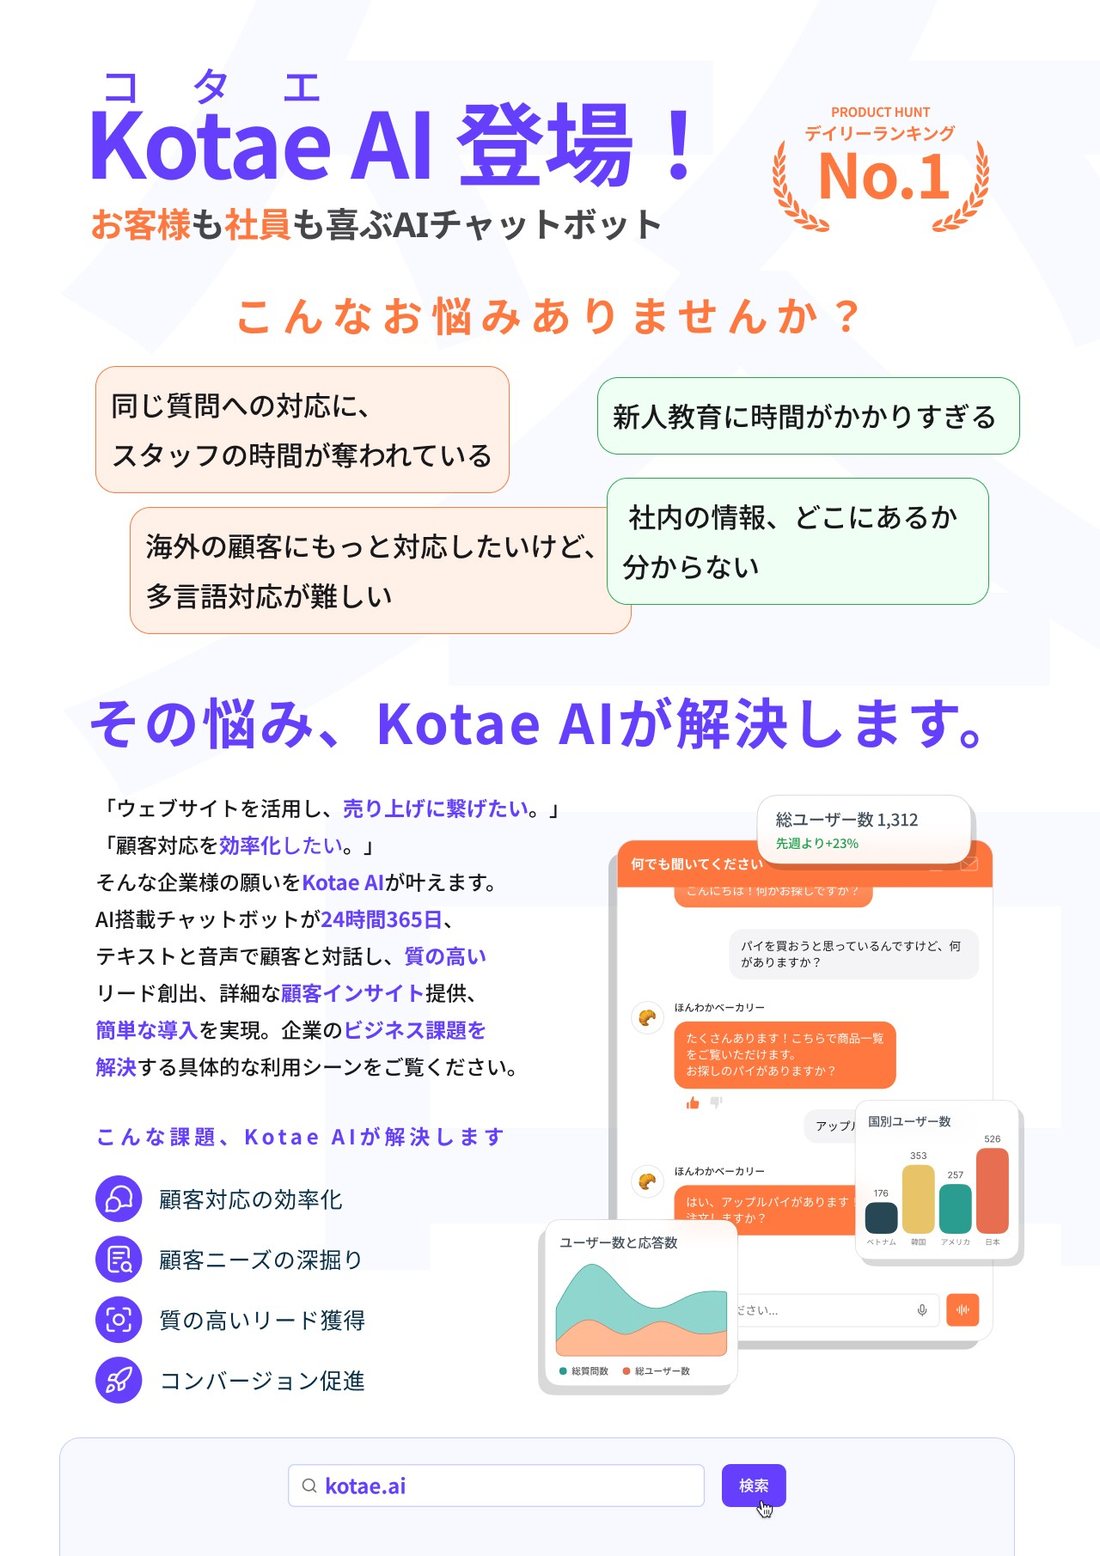 コタエ
Kotae AI 登場！
お客様も社員も喜ぶAIチャットボット
PRODUCT HUNT
デイリーランキング
No.1
こんなお悩みありませんか？
同じ質問への対応に、
スタッフの時間が奪われている
新人教育に時間がかかりすぎる
海外の顧客にもっと対応したいけど、
多言語対応が難しい
社内の情報、どこにあるか
分からない
その悩み、Kotae AIが解決します。
「ウェブサイトを活用し、売り上げに繋げたい。」
「顧客対応を効率化したい。」
そんな企業様の願いをKotae AIが叶えます。
AI搭載チャットボットが24時間365日、
テキストと音声で顧客と対話し、質の高い
リード創出、詳細な顧客インサイト提供、
簡単な導入を実現。企業のビジネス課題を
解決する具体的な利用シーンをご覧ください。
こんな課題、Kotae AIが解決します
顧客対応の効率化
顧客ニーズの深掘り
質の高いリード獲得
コンバージョン促進
総ユーザー数 1,312
先週より+23%
何でも聞いてください
こんにちは！何かお探しですか？
パイを買おうと思っているんですけど、何
がありますか？
ほんわかベーカリー
たくさんあります！こちらで商品一覧
をご覧いただけます。
お探しのパイがありますか？
アップル
ほんわかベーカリー
はい、アップルパイがあります！
注文しますか？
国別ユーザー数
176
353
257
526
ベトナム
韓国
アメリカ
日本
ユーザー数と応答数
総質問数
総ユーザー数
ださい...
kotae.ai
検索